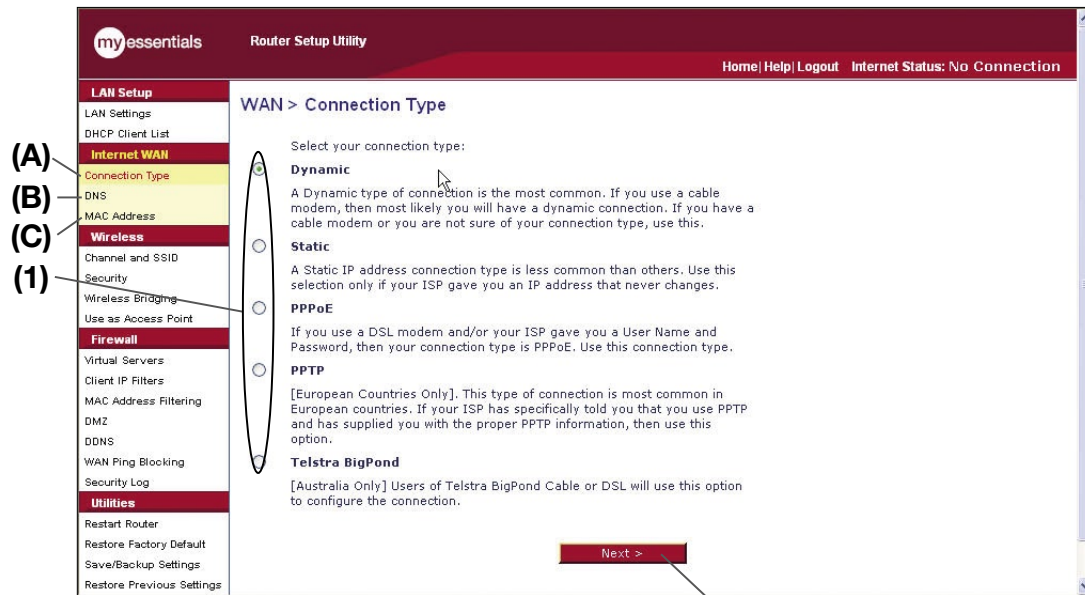 myessentials
Router Setup Utility
Home| Help| Logout Internet Status: No Connection
LAN Setup
LAN Settings
DHCP Client List
Internet WAN
(A)
Connection Type
(B)
DNS
(C)
MAC Address
Wireless
Channel and SSID
(1)
Security
Wireless Bridging
Use as Access Point
Firewall
Virtual Servers
Client IP Filters
MAC Address Filtering
DMZ
DDNS
WAN Ping Blocking
Security Log
Utilities
Restart Router
Restore Factory Default
Save/Backup Settings
Restore Previous Settings
WAN > Connection Type
Select your connection type:
Dynamic
A Dynamic type of connection is the most common. If you use a cable
modem, then most likely you will have a dynamic connection. If you have a
cable modem or you are not sure of your connection type, use this.
Static
A Static IP address connection type is less common than others. Use this
selection only if your ISP gave you an IP address that never changes.
PPPoE
If you use a DSL modem and/or your ISP gave you a User Name and
Password, then your connection type is PPPoE. Use this connection type.
PPTP
[European Countries Only]. This type of connection is most common in
European countries. If your ISP has specifically told you that you use PPTP
and has supplied you with the proper PPTP information, then use this
option.
Telstra BigPond
[Australia Only] Users of Telstra BigPond Cable or DSL will use this option
to configure the connection.
Next >